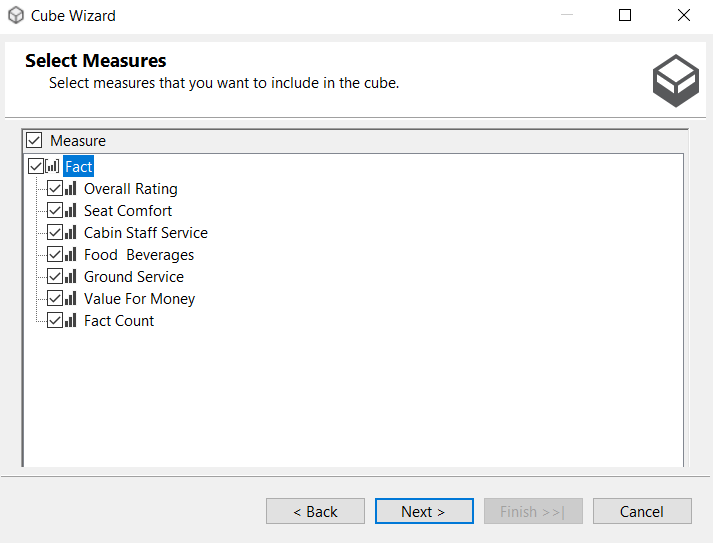 Cube Wizard
Select Measures
Select measures that you want to include in the cube.
Measure
Fact
Overall Rating
Seat Comfort
Cabin Staff Service
Food  Beverages
Ground Service
Value For Money
Fact Count
< Back
Next >
Finish >>|
Cancel